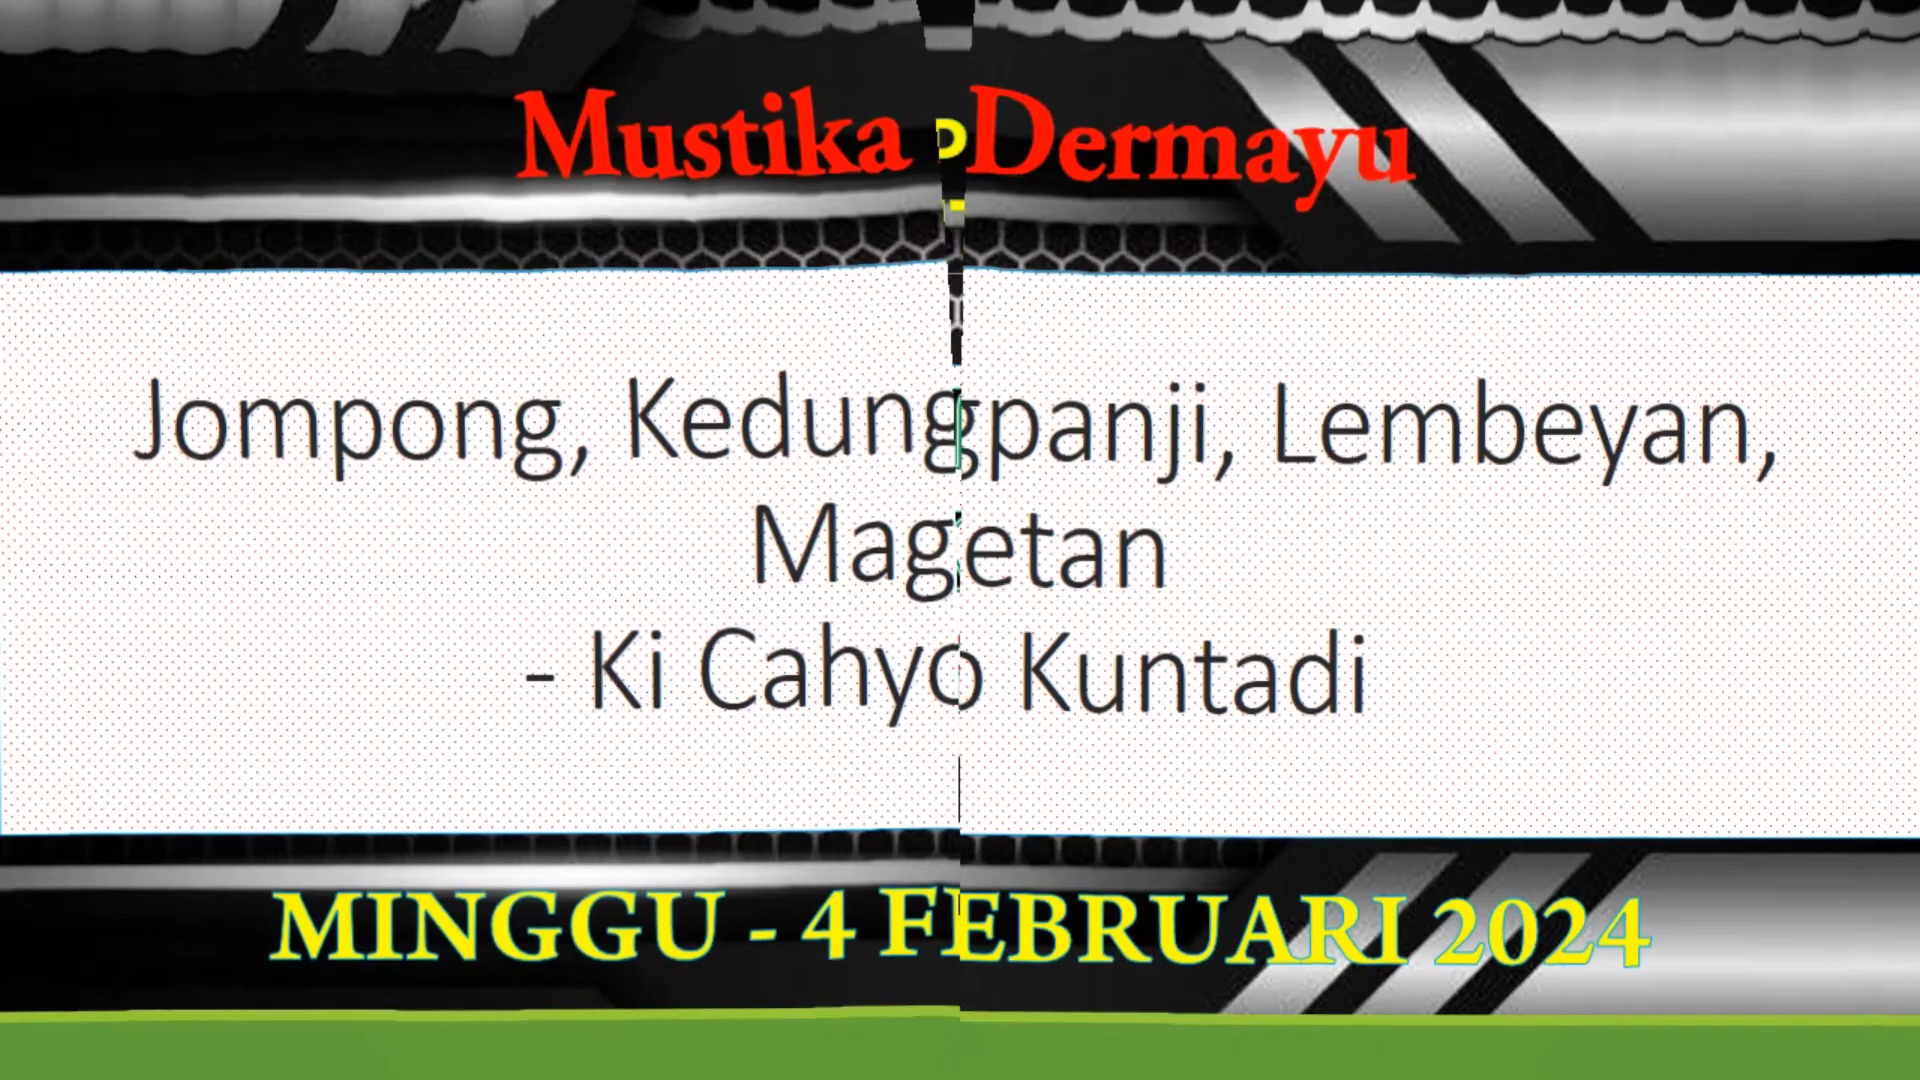 Mustika Dermayu
Jompong, Kedungpanji, Lembeyan,
Magetan
- Ki Cahyo Kuntadi
MINGGU - 4 FEBRUARI 2024